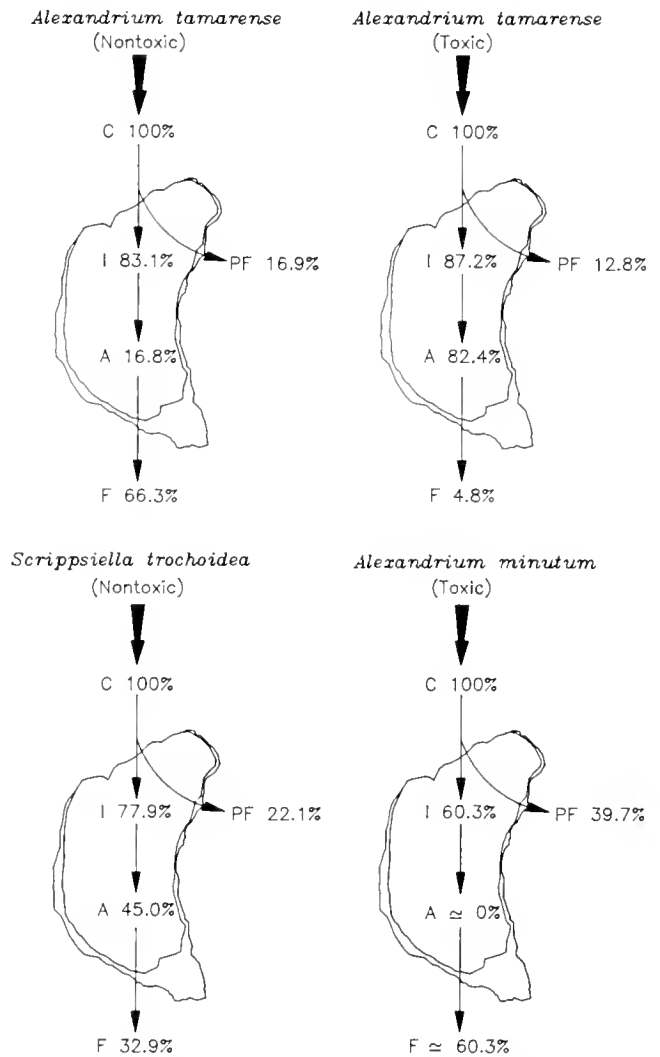 Alexandrium tamarense
(Nontoxic)
C 100%
I 83.1%
PF 16.9%
A 16.8%
F 66.3%
Alexandrium tamarense
(Toxic)
C 100%
I 87.2%
PF 12.8%
A 82.4%
F 4.8%
Scrippsiella trochoidea
(Nontoxic)
C 100%
I 77.9%
PF 22.1%
A 45.0%
F 32.9%
Alexandrium minutum
(Toxic)
C 100%
I 60.3%
PF 39.7%
A ≃ 0%
F ≃ 60.3%